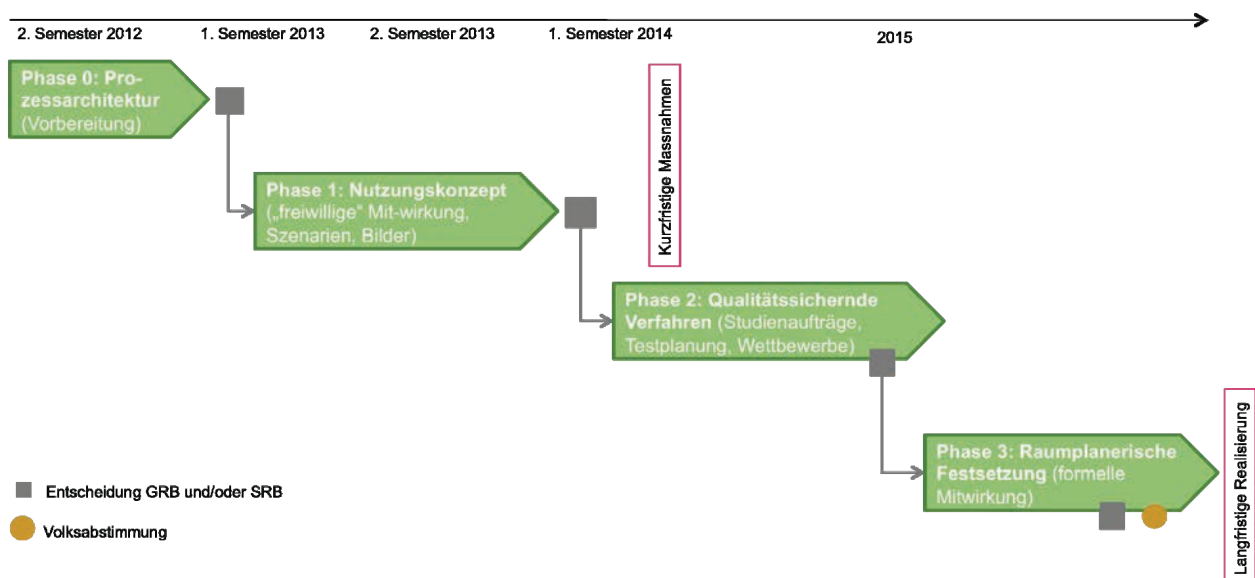 2. Semester 2012
1. Semester 2013
2. Semester 2013
1. Semester 2014
2015
Phase 0: Pro-
zessarchitektur
(Vorbereitung)
Kurzfristige Massnahmen
Phase 1: Nutzungskonzept
(„freiwillige“ Mit-wirkung,
Szenarien, Bilder)
Phase 2: Qualitätssichernde
Verfahren (Studienaufträge,
Testplanung, Wettbewerbe)
Phase 3: Raumplanerische
Festsetzung (formelle
Mitwirkung)
Langfristige Realisierung
Entscheidung GRB und/oder SRB
Volksabstimmung